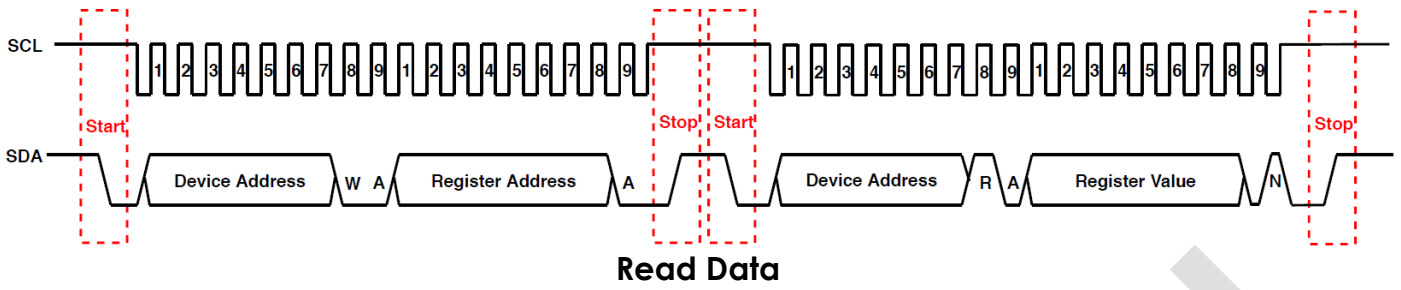 SCL
1 2 3 4 5 6 7 8 9 1 2 3 4 5 6 7 8 9 1 2 3 4 5 6 7 8 9 1 2 3 4 5 6 7 8 9
Start Stop Start Stop
SDA
Device Address W A Register Address A Device Address R A Register Value N
Read Data